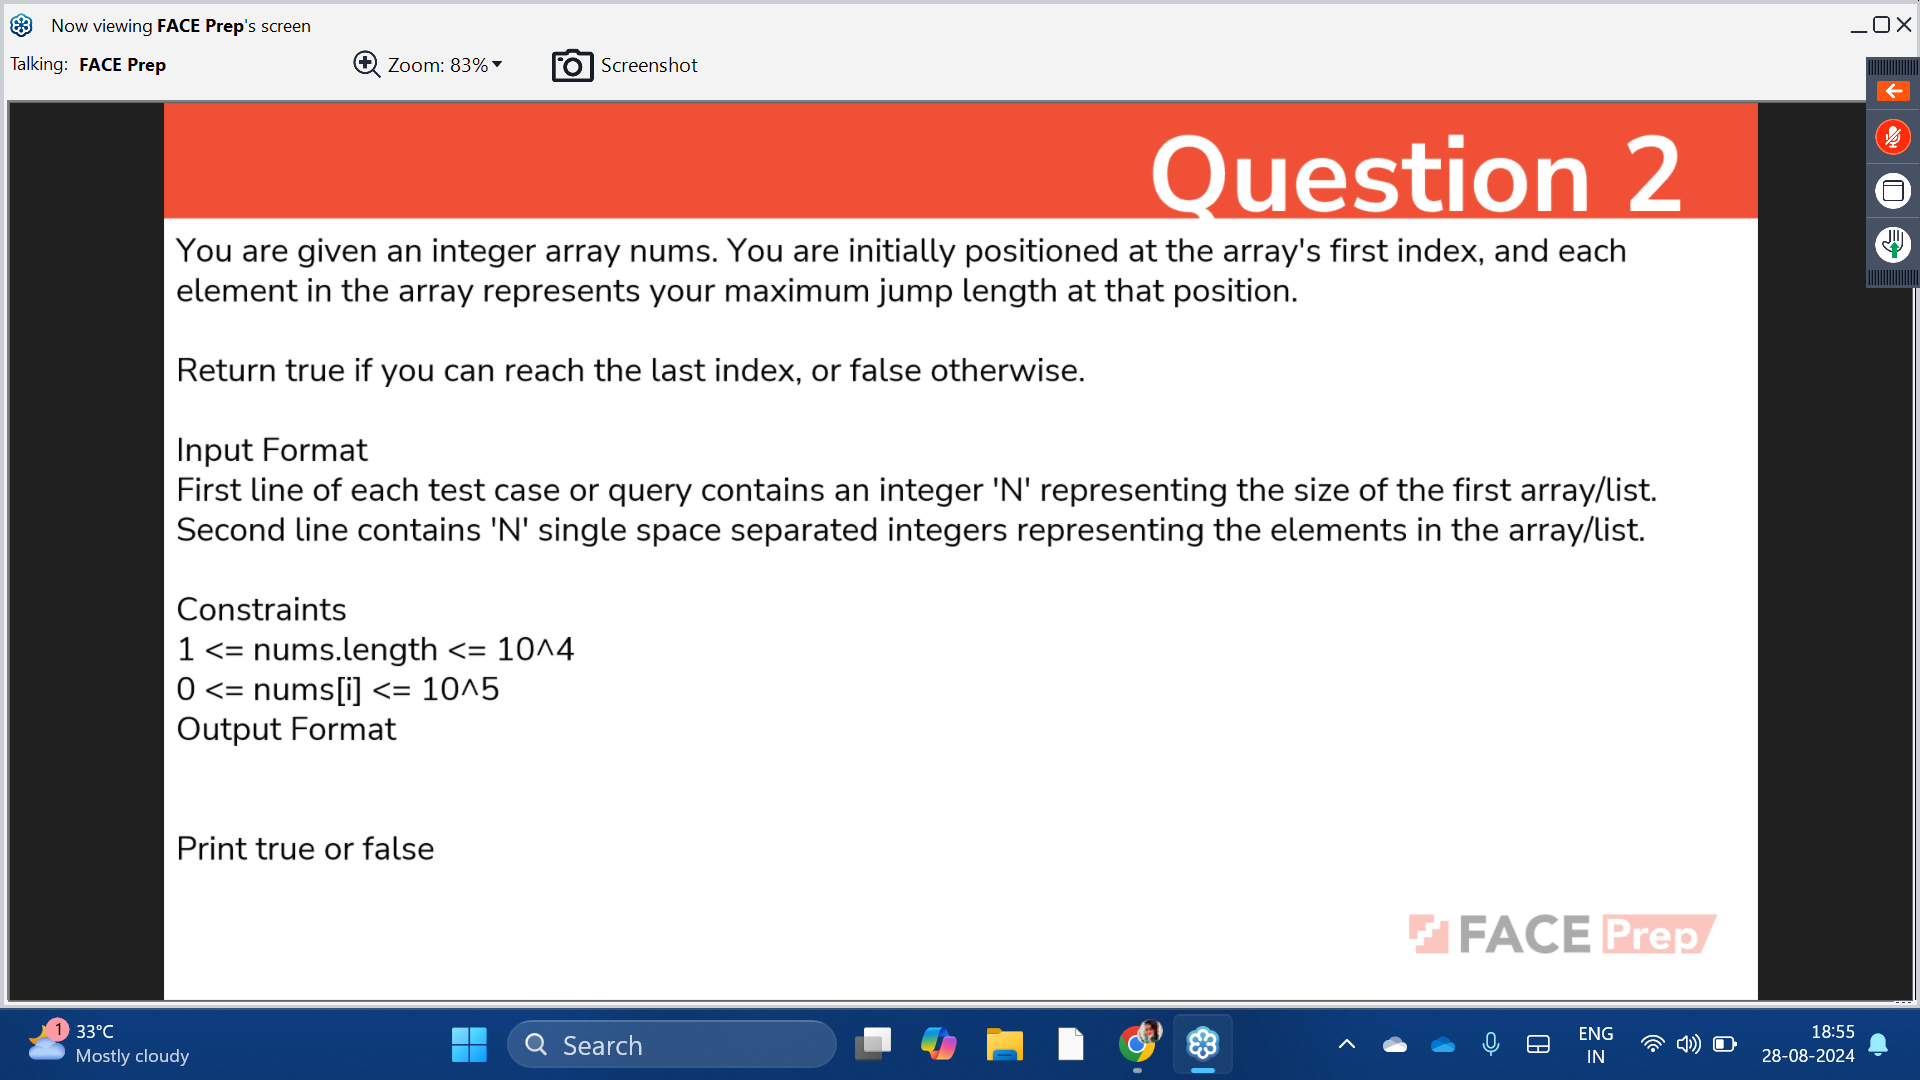 Now viewing FACE Prep's screen
Talking: FACE Prep
Zoom: 83%
Screenshot
Question 2
You are given an integer array nums. You are initially positioned at the array's first index, and each
element in the array represents your maximum jump length at that position.
Return true if you can reach the last index, or false otherwise.
Input Format
First line of each test case or query contains an integer 'N' representing the size of the first array/list.
Second line contains 'N' single space separated integers representing the elements in the array/list.
Constraints
1 <= nums.length <= 10^4
0 <= nums[i] <= 10^5
Output Format
Print true or false
FACE Prep
1
33°C
Mostly cloudy
Search
ENG
IN
18:55
28-08-2024